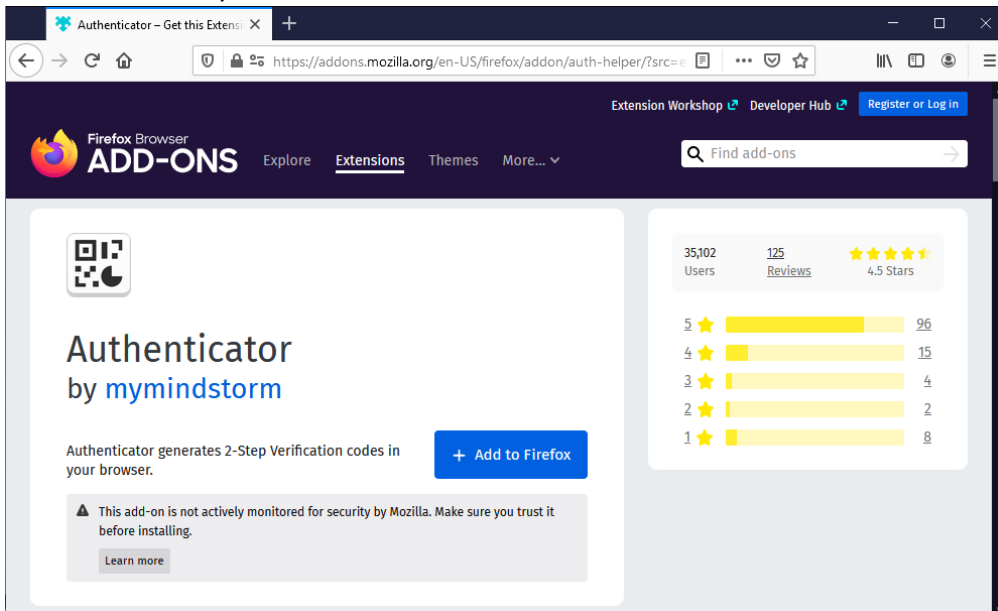 Authenticator – Get this Extensi
https://addons.mozilla.org/en-US/firefox/addon/auth-helper/?src=e
Extension Workshop Developer Hub Register or Log in
Firefox Browser
ADD-ONS Explore Extensions Themes More... Find add-ons
35,102 125
Users Reviews 4.5 Stars
5 96
4 15
3 4
2 2
1 8
Authenticator
by mymindstorm
Authenticator generates 2-Step Verification codes in
your browser.
+ Add to Firefox
This add-on is not actively monitored for security by Mozilla. Make sure you trust it
before installing.
Learn more